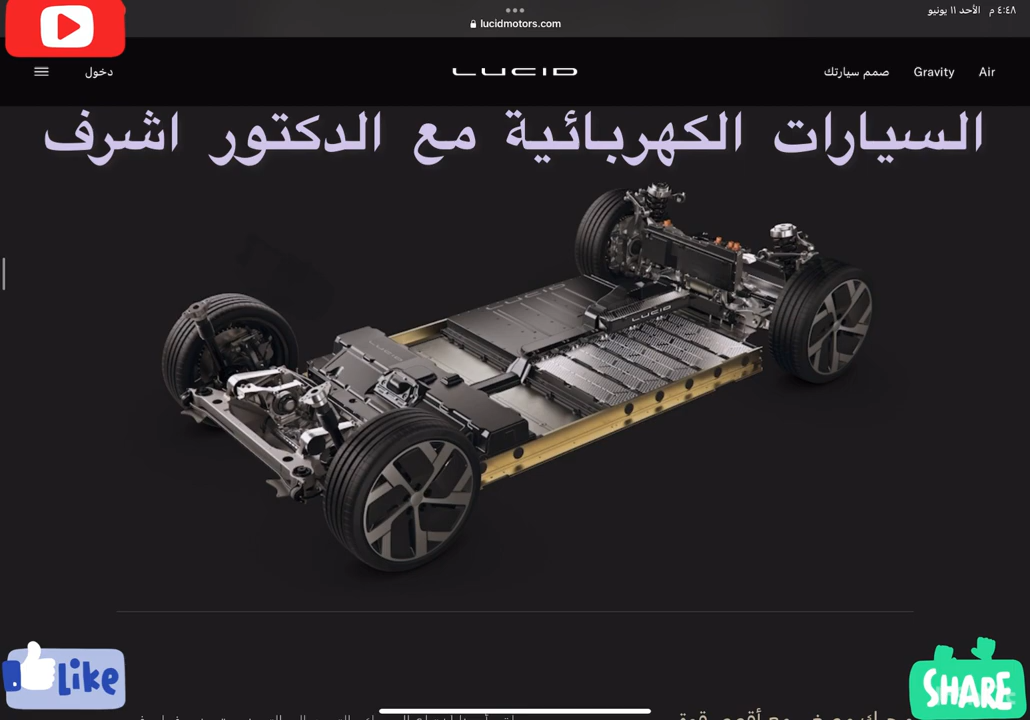 ٤:٤٨ م الأحد ١١ يونيو
lucidmotors.com
Air Gravity صمم سيارتك
LUCID
دخول
السيارات الكهربائية مع الدكتور اشرف
LUCID
Like
SHARE